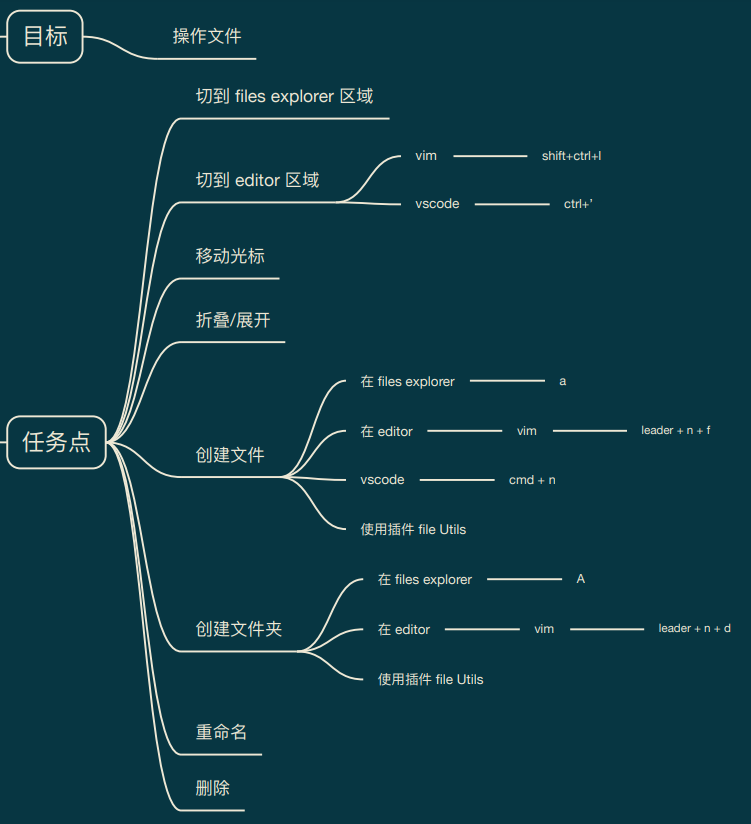 目标
操作文件
切到 files explorer 区域
切到 editor 区域
vim
shift+ctrl+l
vscode
ctrl+’
移动光标
折叠/展开
任务点
创建文件
在 files explorer
a
在 editor
vim
leader + n + f
vscode
cmd + n
使用插件 file Utils
创建文件夹
在 files explorer
A
在 editor
vim
leader + n + d
使用插件 file Utils
重命名
删除